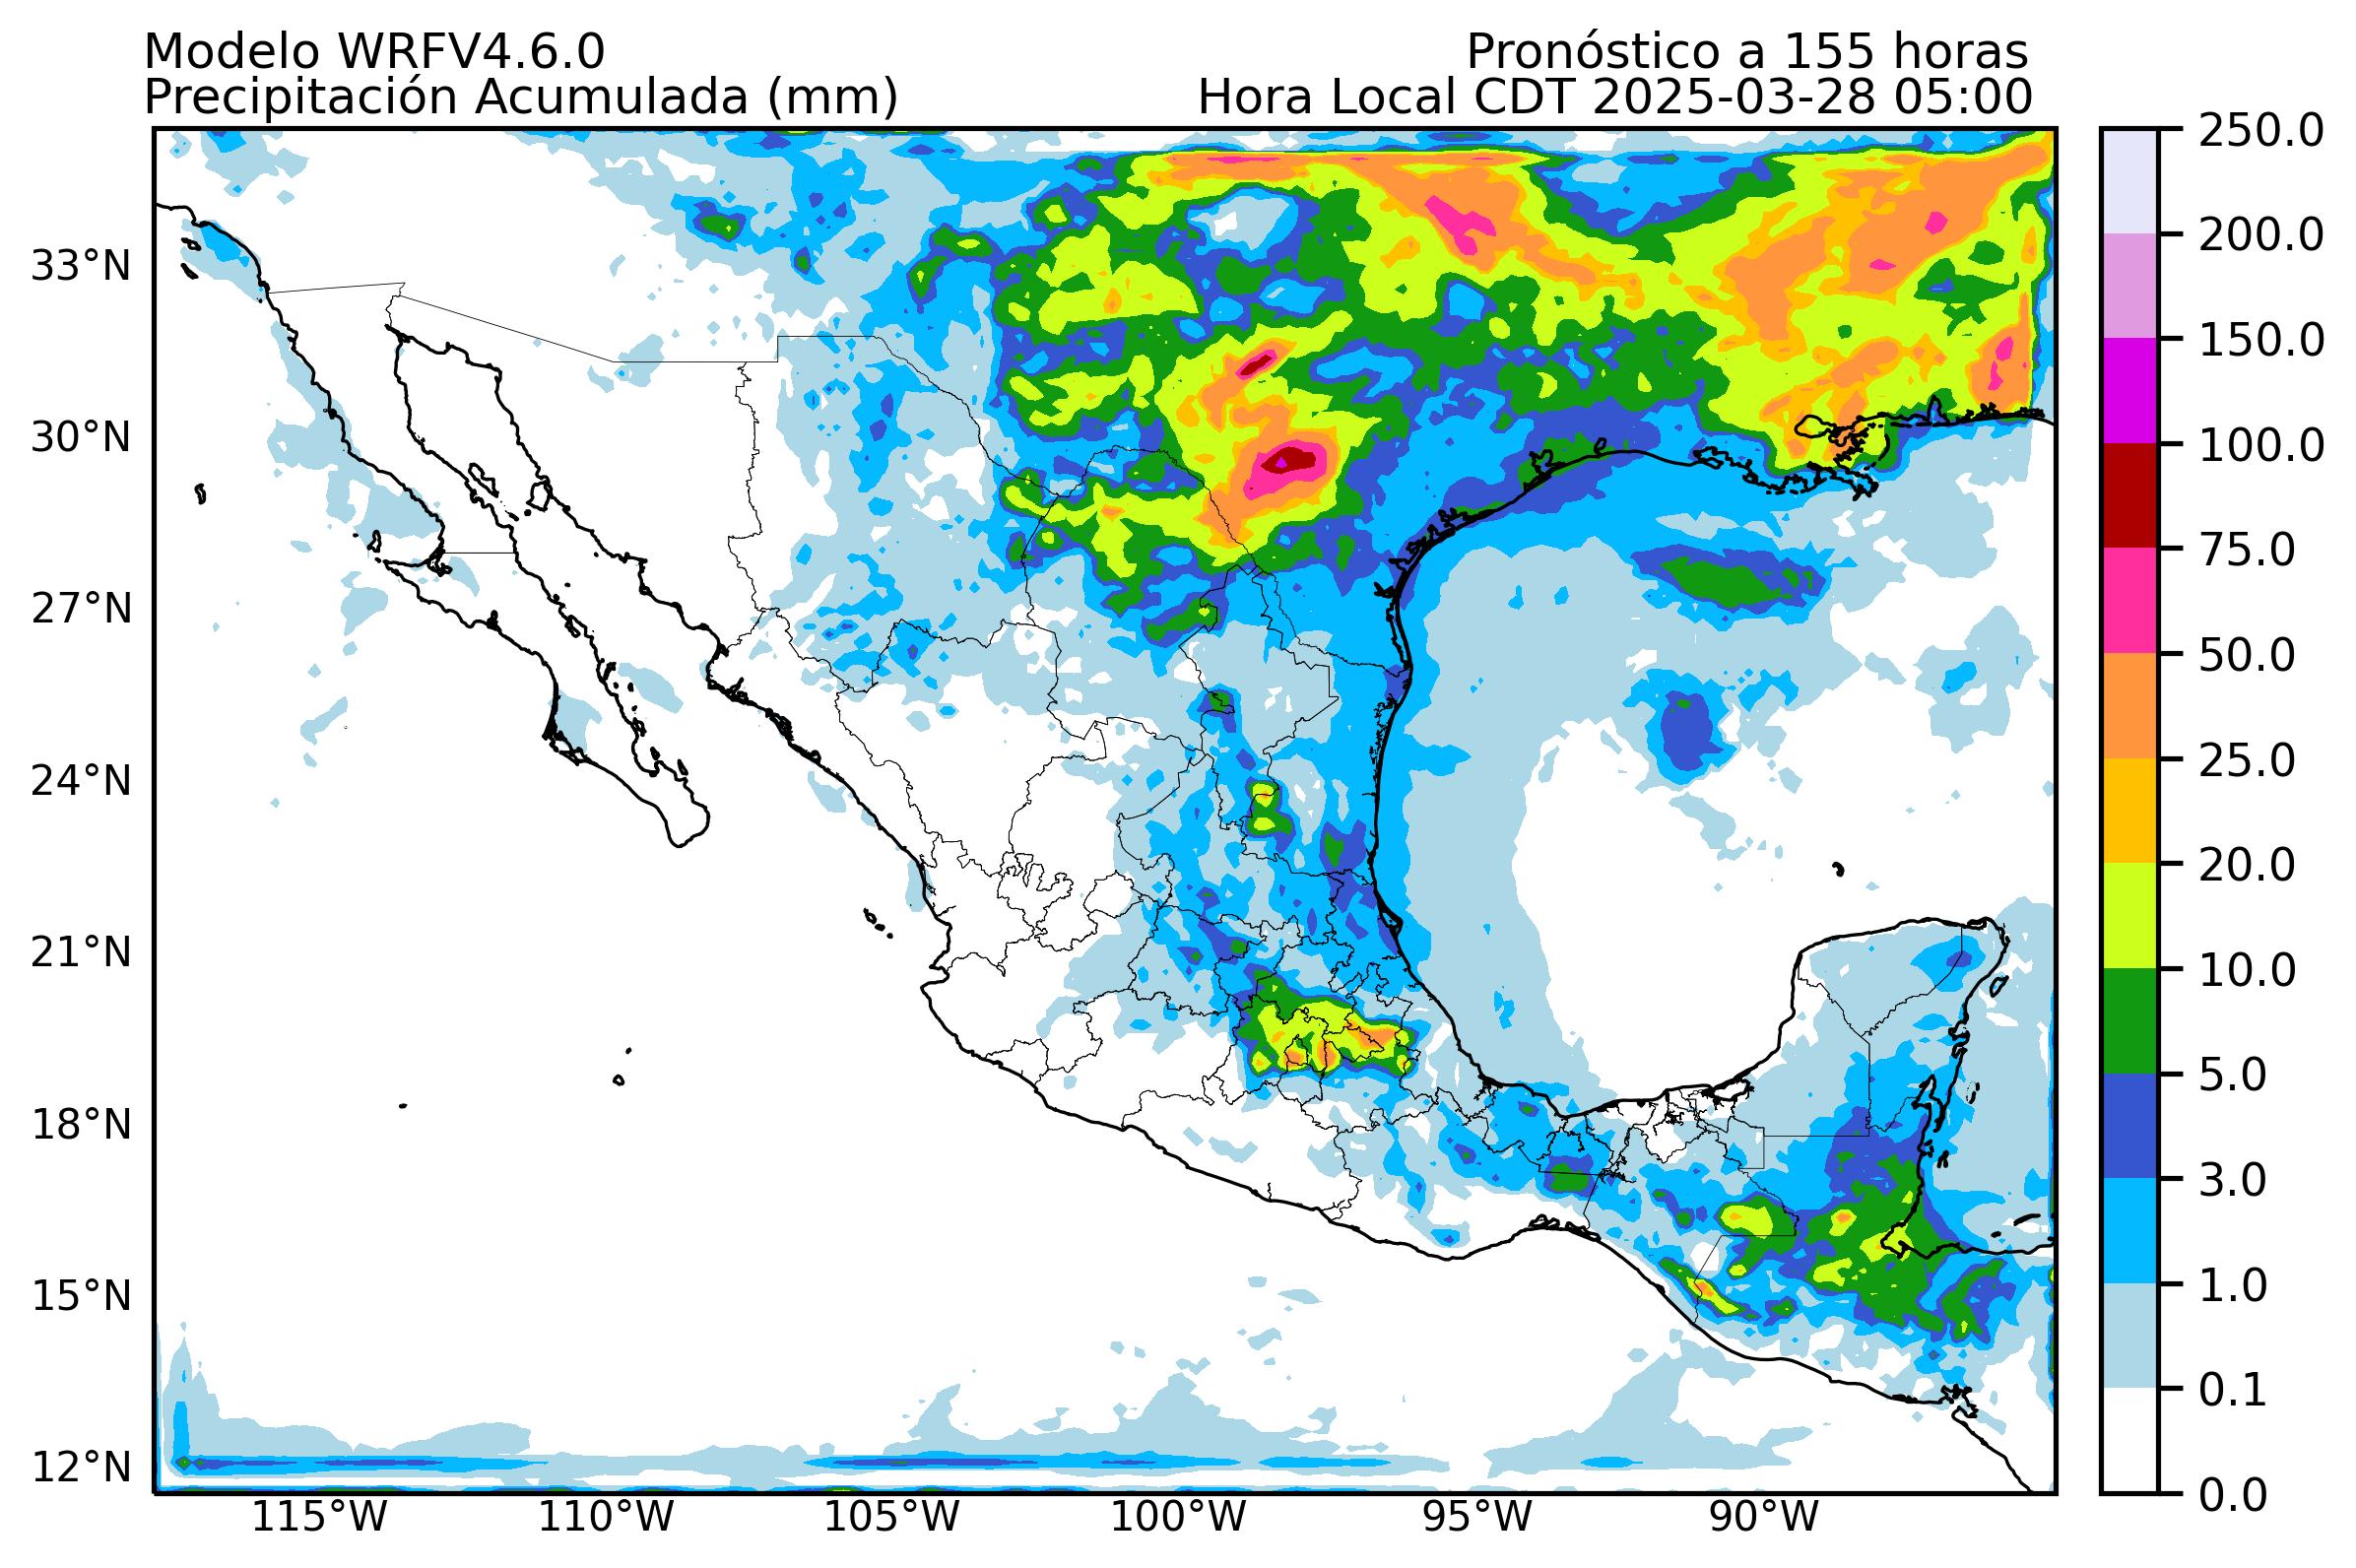 Modelo WRFV4.6.0
Pronóstico a 155 horas
Precipitación Acumulada (mm)
Hora Local CDT 2025-03-28 05:00
33°N
30°N
27°N
24°N
21°N
18°N
15°N
12°N
115°W
110°W
105°W
100°W
95°W
90°W
250.0
200.0
150.0
100.0
75.0
50.0
25.0
20.0
10.0
5.0
3.0
1.0
0.1
0.0